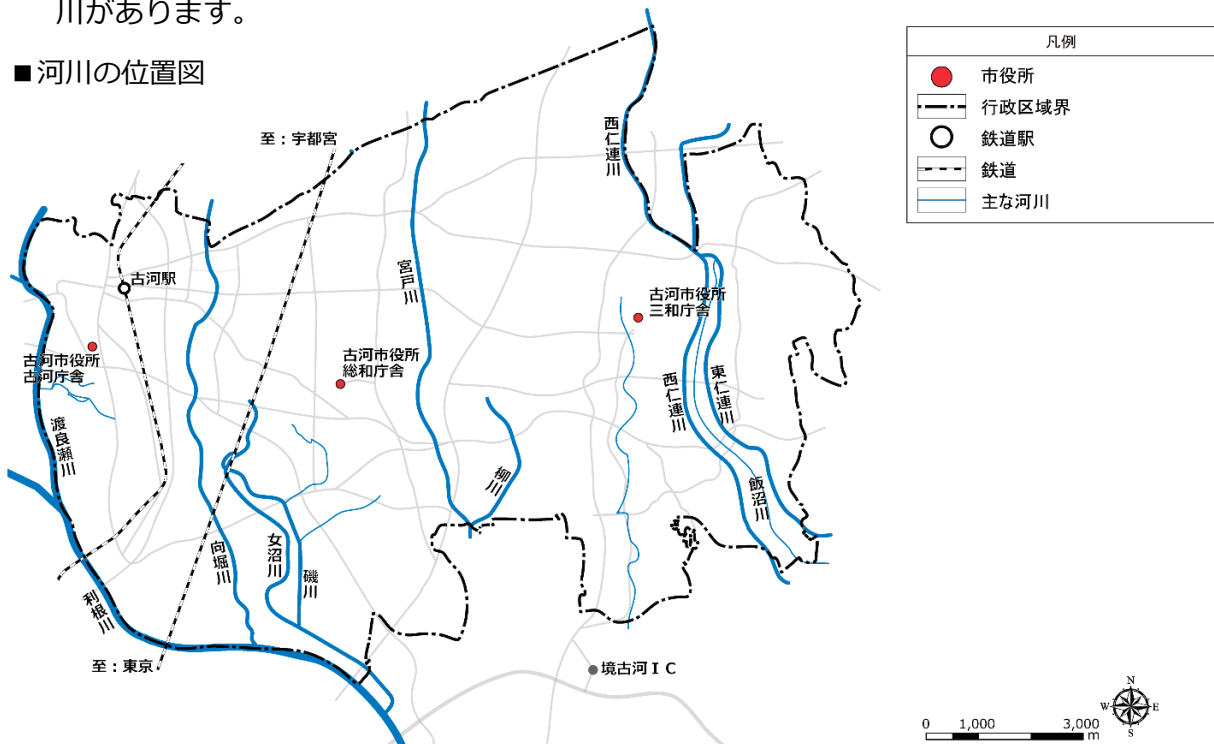 川があります。
■河川の位置図
凡例
市役所
行政区域界
鉄道駅
鉄道
主な河川
至：宇都宮
西仁連川
古河駅
宮戸川
古河市役所
三和庁舎
古河市役所
古河庁舎
古河市役所
総和庁舎
西仁連川
東仁連川
渡良瀬川
柳川
飯沼川
向堀川
女沼川
磯川
利根川
至：東京
境古河ＩＣ
N
W
E
S
0 1,000 3,000
m